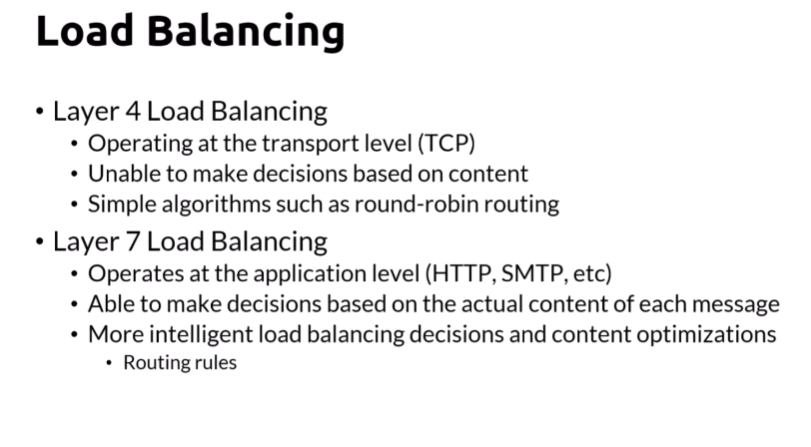 Load Balancing
• Layer 4 Load Balancing
• Operating at the transport level (TCP)
• Unable to make decisions based on content
• Simple algorithms such as round-robin routing
• Layer 7 Load Balancing
• Operates at the application level (HTTP, SMTP, etc)
• Able to make decisions based on the actual content of each message
• More intelligent load balancing decisions and content optimizations
• Routing rules